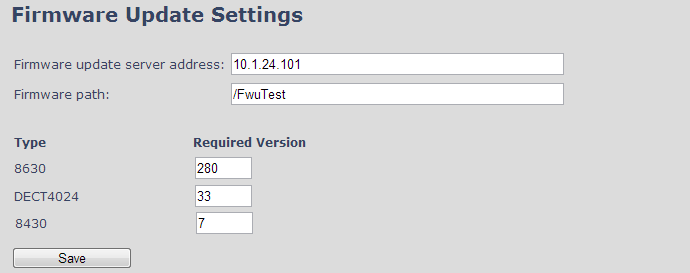 Firmware Update Settings
Firmware update server address: 10.1.24.101
Firmware path: /FwuTest
Type Required Version
8630 280
DECT4024 33
8430 7
Save